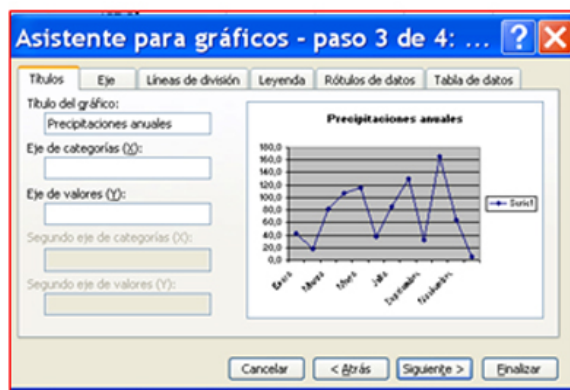 Asistente para gráficos - paso 3 de 4: ...
Títulos Eje Líneas de división Leyenda Rótulos de datos Tabla de datos
Título del gráfico:
Precipitaciones anuales
Eje de categorías (X):
Eje de valores (Y):
Segundo eje de categorías (X):
Segundo eje de valores (Y):
Precipitaciones anuales
180,0
160,0
140,0
120,0
100,0
80,0
60,0
40,0
20,0
0,0
Enero Marzo Mayo Julio Septiembre Noviembre
Serie1
Cancelar < Atrás Siguiente > Finalizar